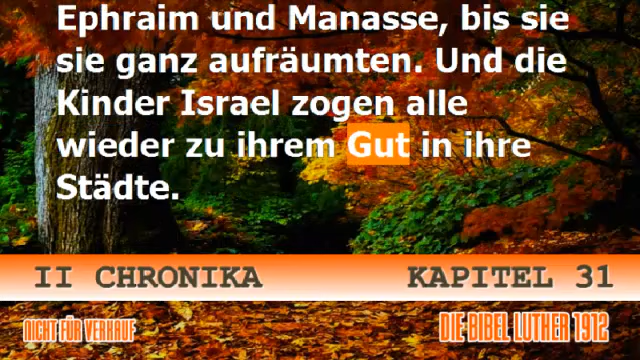 Ephraim und Manasse, bis sie
sie ganz aufräumten. Und die
Kinder Israel zogen alle
wieder zu ihrem Gut in ihre
Städte.
II CHRONIKA KAPITEL 31
NICHT FÜR VERKAUF DIE BIBEL LUTHER 1912